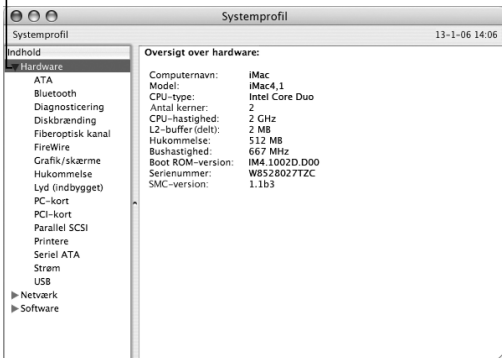 Systemprofil
Systemprofil 13-1-06 14:06
Indhold
Hardware
ATA
Bluetooth
Diagnosticering
Diskbrænding
Fiberoptisk kanal
FireWire
Grafik/skærme
Hukommelse
Lyd (indbygget)
PC-kort
PCI-kort
Parallel SCSI
Printere
Seriel ATA
Strøm
USB
Netværk
Software
Oversigt over hardware:
Computernavn: iMac
Model: iMac4,1
CPU-type: Intel Core Duo
Antal kerner: 2
CPU-hastighed: 2 GHz
L2-buffer(delt): 2 MB
Hukommelse: 512 MB
Bushastighed: 667 MHz
Boot ROM-version: IM4.1002D.D00
Serienummer: W8528027TZC
SMC-version: 1.1b3